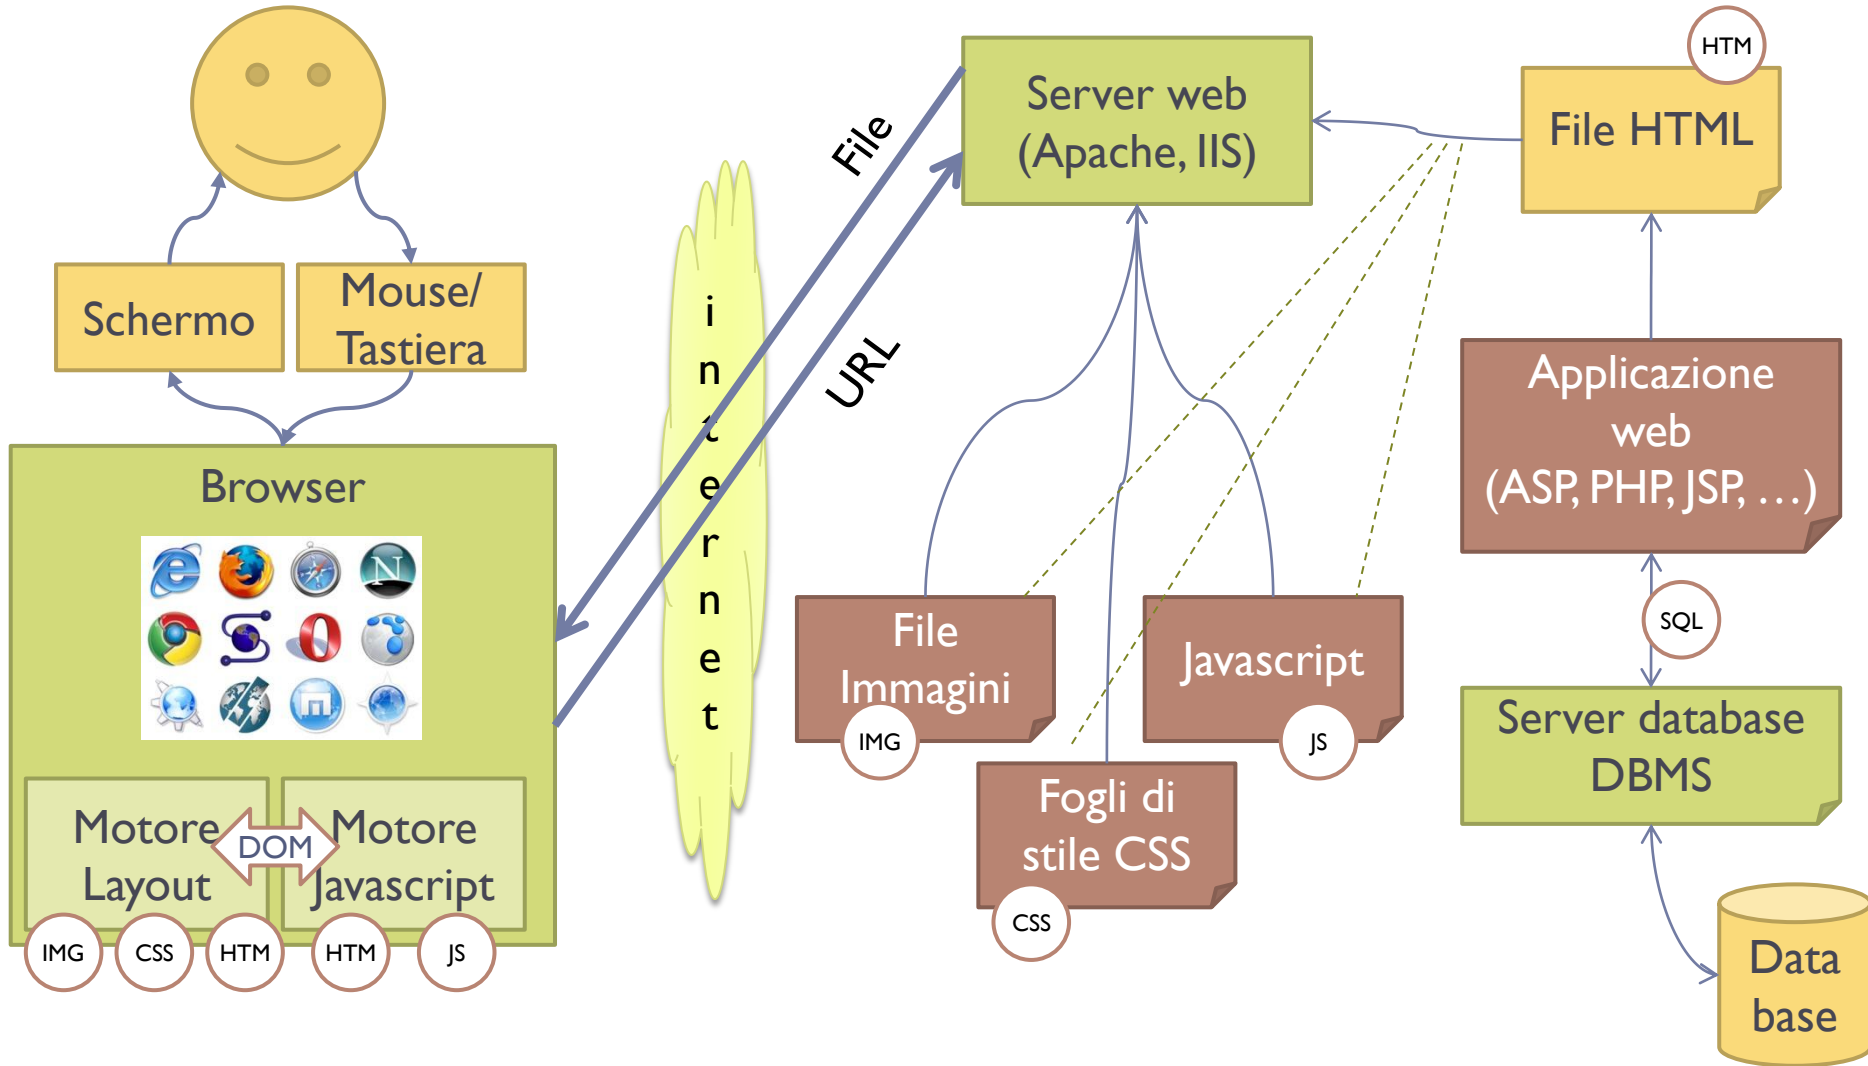 Schermo
Mouse/
Tastiera
Browser
N
Motore
Layout
DOM
Motore
Javascript
IMG
CSS
HTM
HTM
JS
internet
File
URL
Server web
(Apache, IIS)
HTM
File HTML
Applicazione
web
(ASP, PHP, JSP, …)
SQL
Server database
DBMS
Data
base
File
Immagini
IMG
Javascript
JS
Fogli di
stile CSS
CSS